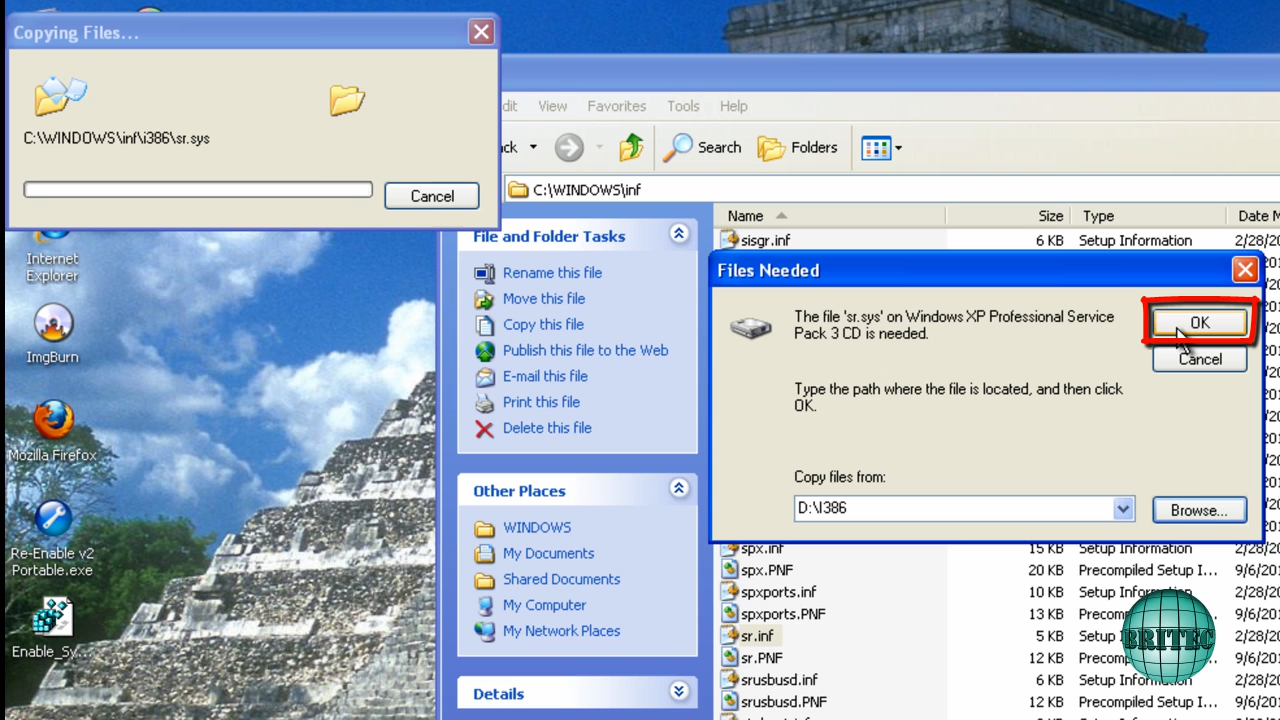 Copying Files...
C:\WINDOWS\inf\i386\sr.sys
Cancel
Internet
Explorer
ImgBurn
Mozilla Firefox
Re-Enable v2
Portable.exe
Enable_Sy...
dit View Favorites Tools Help
ck Search Folders
C:\WINDOWS\inf
File and Folder Tasks
Rename this file
Move this file
Copy this file
Publish this file to the Web
E-mail this file
Print this file
Delete this file
Other Places
WINDOWS
My Documents
Shared Documents
My Computer
My Network Places
Details
Name Size Type Date M
sisgr.inf 6 KB Setup Information 2/28/20
Files Needed
The file 'sr.sys' on Windows XP Professional Service
Pack 3 CD is needed.
OK
Cancel
Type the path where the file is located, and then click
OK.
Copy files from:
D:\I386
Browse...
spx.inf 15 KB Setup Information 2/28/20
spx.PNF 20 KB Precompiled Setup I... 9/6/201
spxports.inf 10 KB Setup Information 2/28/20
spxports.PNF 13 KB Precom 9/6/201
sr.inf 5 KB Setup 2/28/20
sr.PNF 12 KB Precom 9/6/201
srusbusd.inf 6 KB Setup Infor 2/28/20
srusbusd.PNF 12 KB Precompiled Setup I... 9/6/201
BRITEC